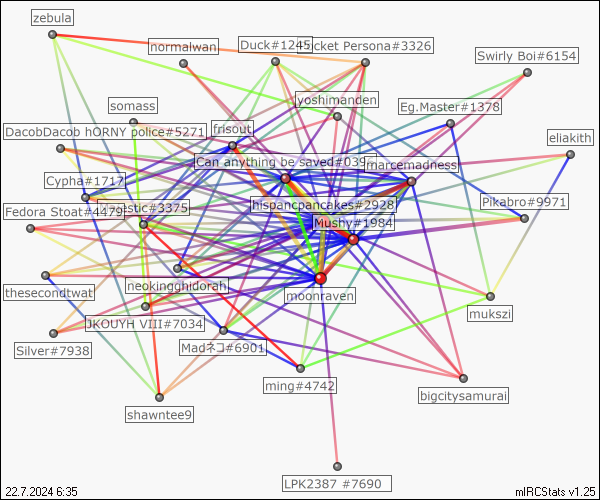 zebula
normalwan
Duck#1245
cket Persona#3326
Swirly Boi#6154
yoshimanden
somass
Eg.Master#1378
DacobDacob hORNY police#5271
frisout
eliakith
Can anything be saved#039
marcemadness
Cypha#1717
hispancpancakes#2928
Pikabro#9971
Fedora Stoat#4479
stic#3375
Mushy#1984
neokingghidorah
thesecondtwat
moonraven
mukszi
JKOUYH VIII#7034
Silver#7938
Madネコ#6901
ming#4742
bigcitysamurai
shawntee9
LPK2387 #7690
22.7.2024 6:35
mIRCStats v1.25